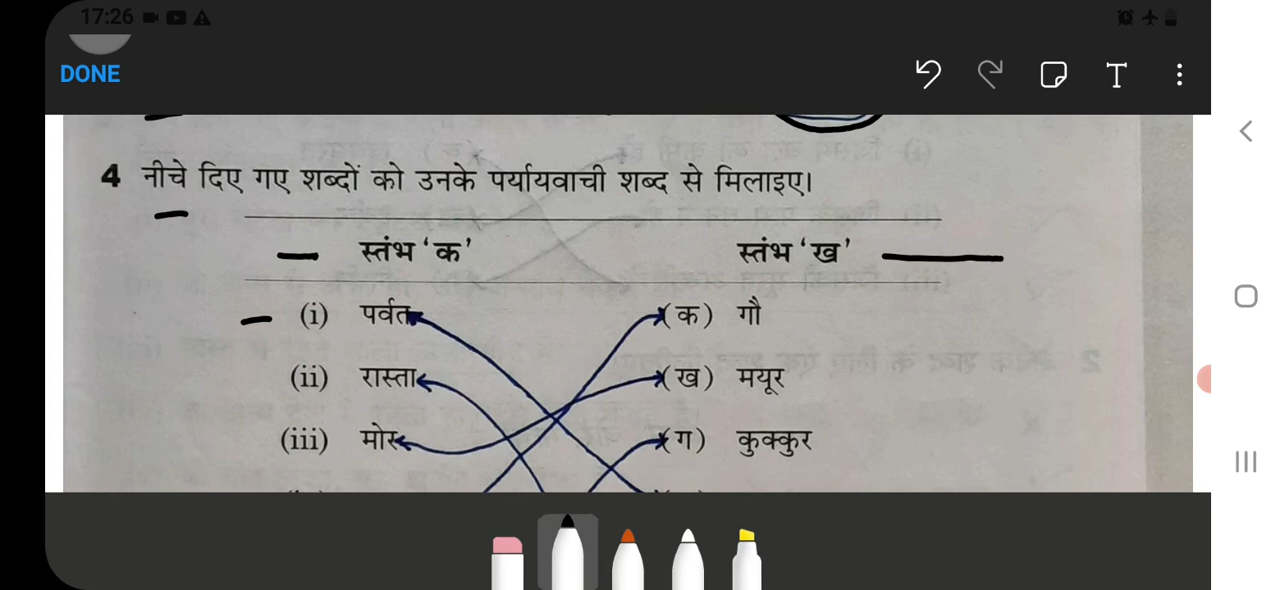 17:26
DONE
T
4 नीचे दिए गए शब्दों को उनके पर्यायवाची शब्द से मिलाइए।
स्तंभ 'क' स्तंभ 'ख'
(i) पर्वत (क) गौ
(ii) रास्ता (ख) मयूर
(iii) मोर (ग) कुक्कुर